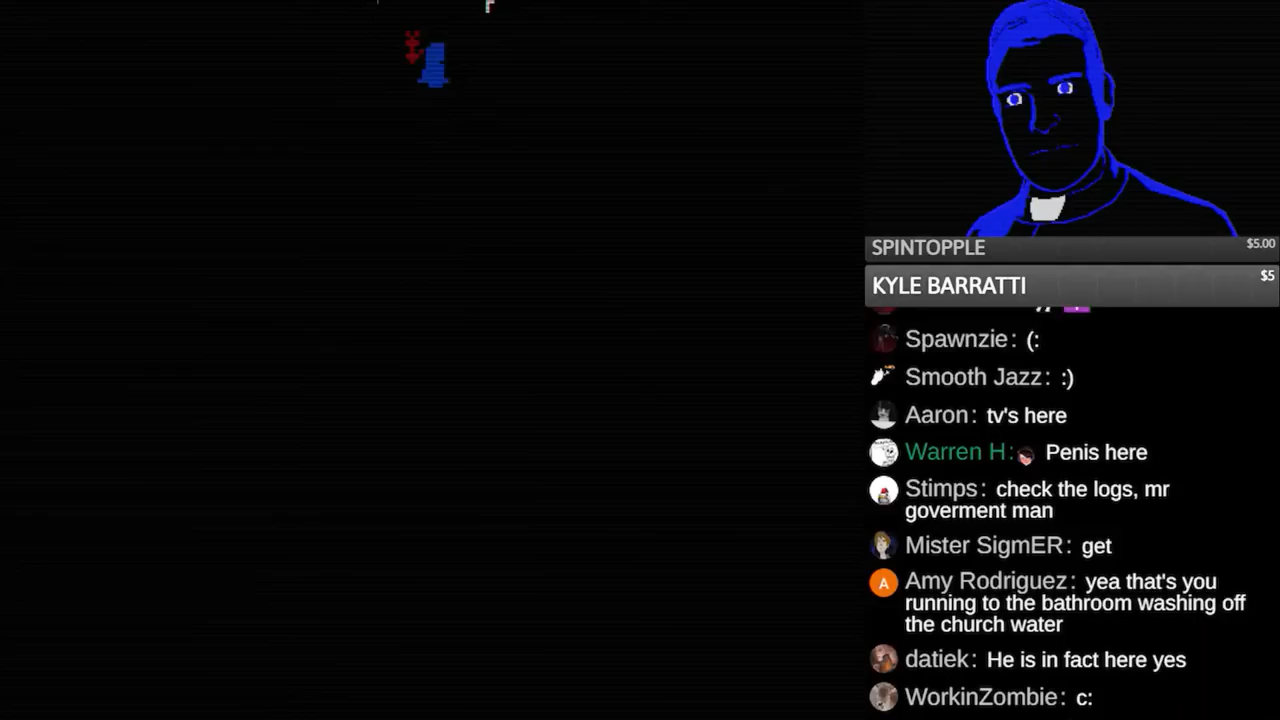 SPINTOPPLE $5.00
KYLE BARRATTI $5
Spawnzie: (:
Smooth Jazz: :)
Aaron: tv's here
Warren H: Penis here
Stimps: check the logs, mr
goverment man
Mister SigmER: get
A Amy Rodriguez: yea that's you
running to the bathroom washing off
the church water
datiek: He is in fact here yes
WorkinZombie: c: